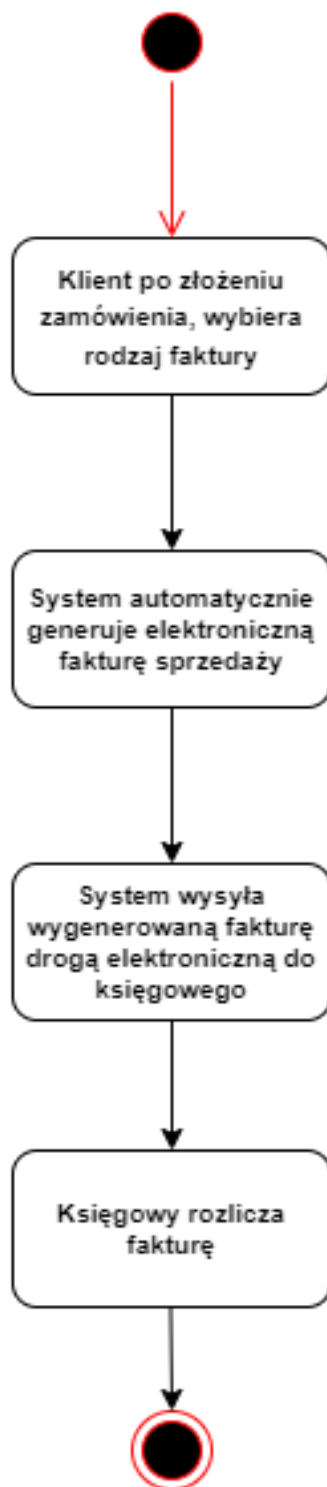 Klient po złożeniu
zamówienia, wybiera
rodzaj faktury
System automatycznie
generuje elektroniczną
fakturę sprzedaży
System wysyła
wygenerowaną fakturę
drogą elektroniczną do
księgowego
Księgowy rozlicza
fakturę